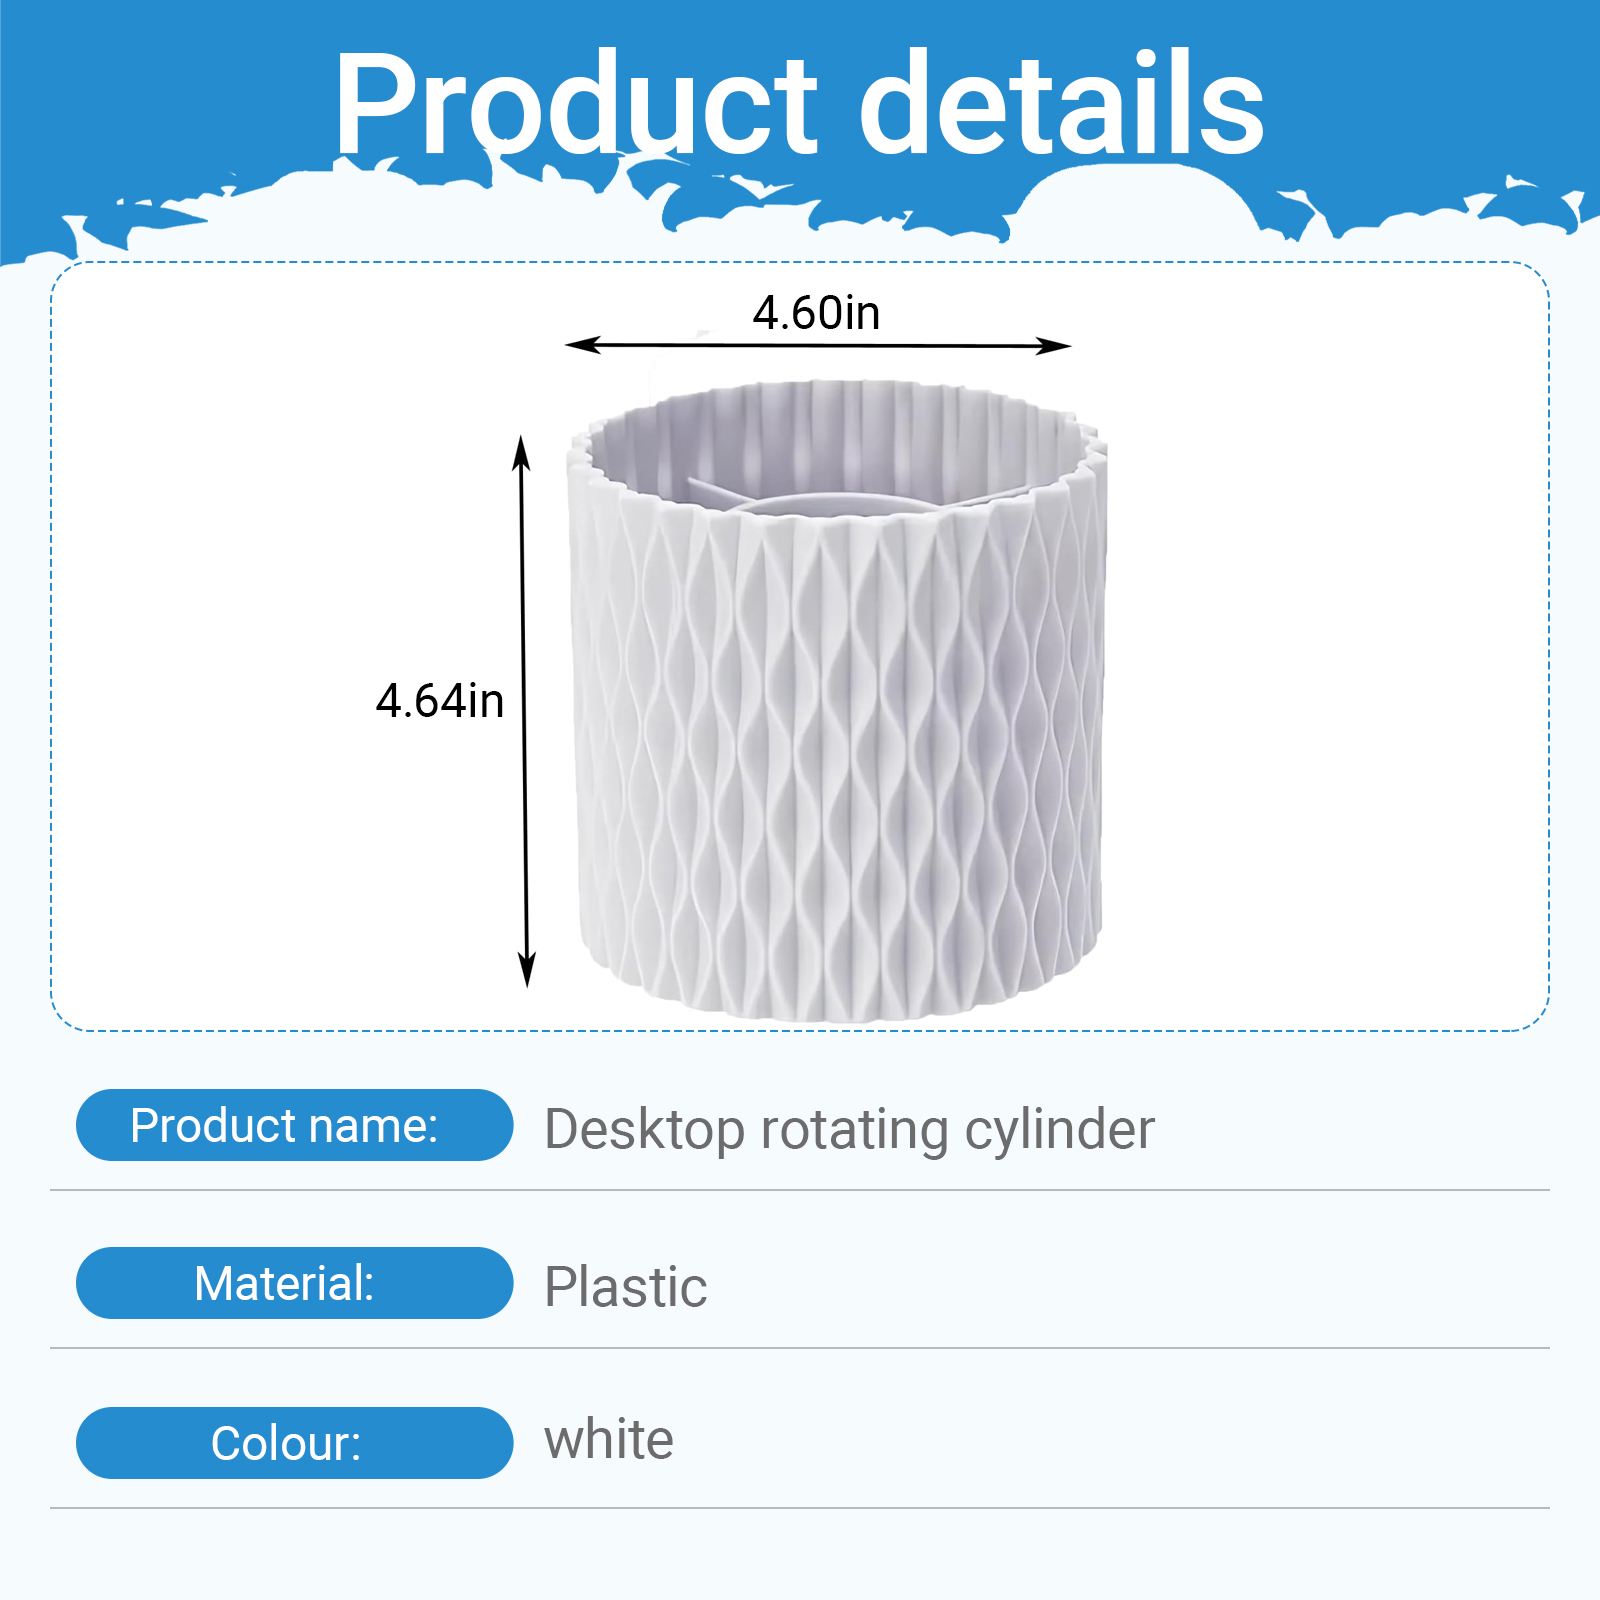 Product details
4.60in
4.64in
Product name: Desktop rotating cylinder
Material: Plastic
Colour: white